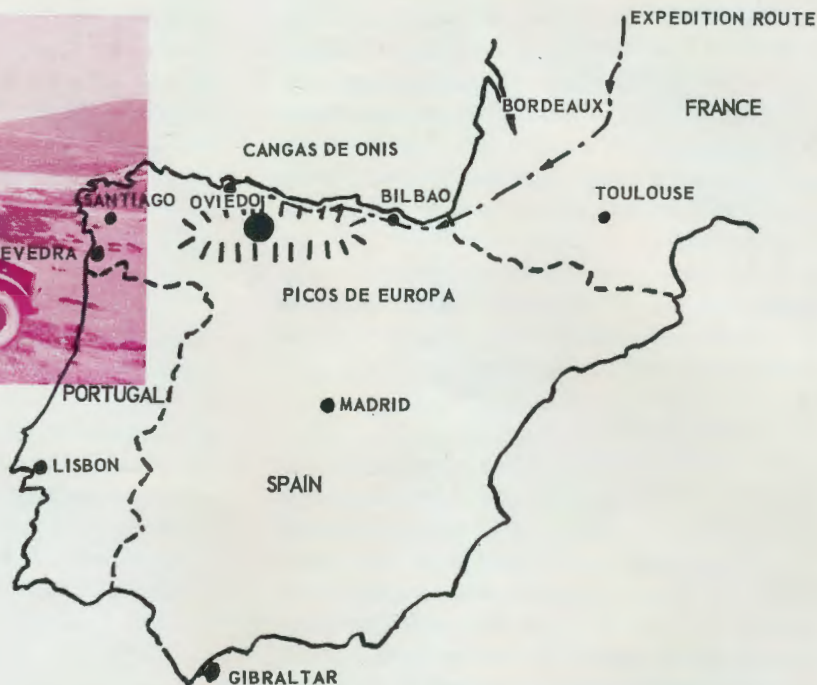 EXPEDITION ROUTE
BORDEAUX
FRANCE
CANGAS DE ONIS
SANTIAGO
OVIEDO
BILBAO
TOULOUSE
EVEDRA
PICOS DE EUROPA
PORTUGAL
MADRID
LISBON
SPAIN
GIBRALTAR